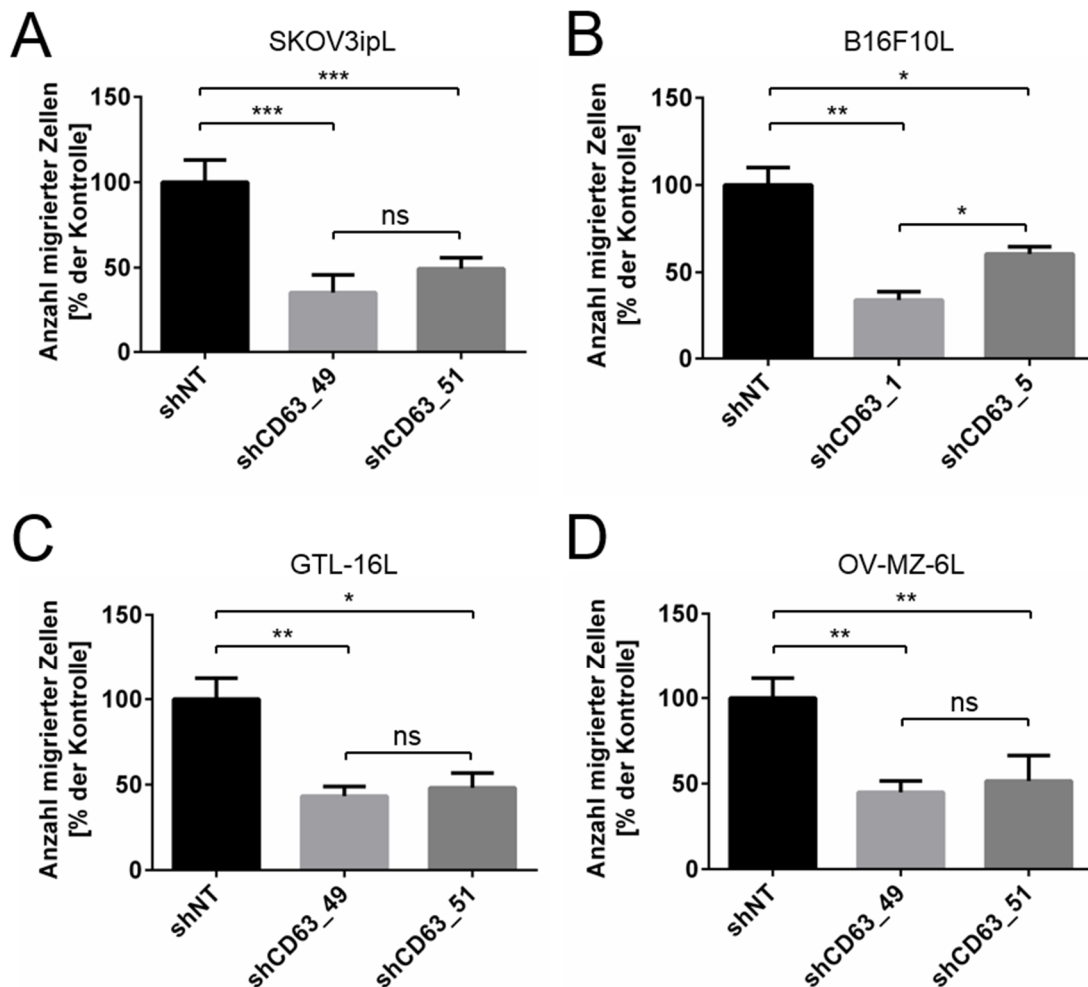 A
SKOV3ipL
Anzahl migrierter Zellen
[% der Kontrolle]
150
100
50
0
***
***
ns
shNT
shCD63_49
shCD63_51
B
B16F10L
Anzahl migrierter Zellen
[% der Kontrolle]
150
100
50
0
*
**
*
shNT
shCD63_1
shCD63_5
C
GTL-16L
Anzahl migrierter Zellen
[% der Kontrolle]
150
100
50
0
*
**
ns
shNT
shCD63_49
shCD63_51
D
OV-MZ-6L
Anzahl migrierter Zellen
[% der Kontrolle]
150
100
50
0
**
**
ns
shNT
shCD63_49
shCD63_51